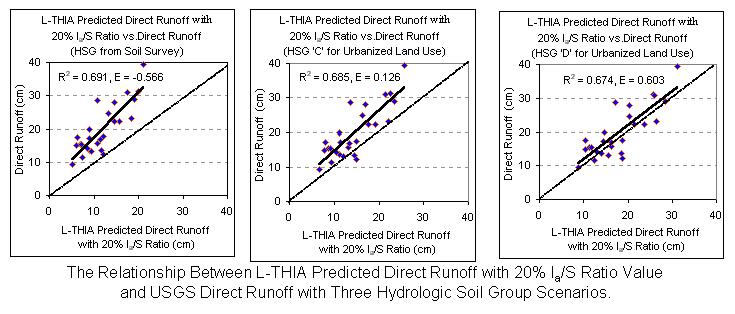 L-THIA Predicted Direct Runoff with
20% Ia/S Ratio vs.Direct Runoff
(HSG from Soil Survey)
R2 = 0.691, E = -0.566
Direct Runoff (cm)
40
30
20
10
0
0 10 20 30 40
L-THIA Predicted Direct Runoff
with 20% Ia/S Ratio (cm)
L-THIA Predicted Direct Runoff with
20% Ia/S Ratio vs.Direct Runoff
(HSG 'C' for Urbanized Land Use)
R2 = 0.685, E = 0.126
Direct Runoff (cm)
40
30
20
10
0
0 10 20 30 40
L-THIA Predicted Direct Runoff
with 20% Ia/S Ratio (cm)
L-THIA Predicted Direct Runoff with
20% Ia/S Ratio vs.Direct Runoff
(HSG 'D' for Urbanized Land Use)
R2 = 0.674, E = 0.603
Direct Runoff (cm)
40
30
20
10
0
0 10 20 30 40
L-THIA Predicted Direct Runoff
with 20% Ia/S Ratio (cm)
The Relationship Between L-THIA Predicted Direct Runoff with 20% Ia/S Ratio Value
and USGS Direct Runoff with Three Hydrologic Soil Group Scenarios.